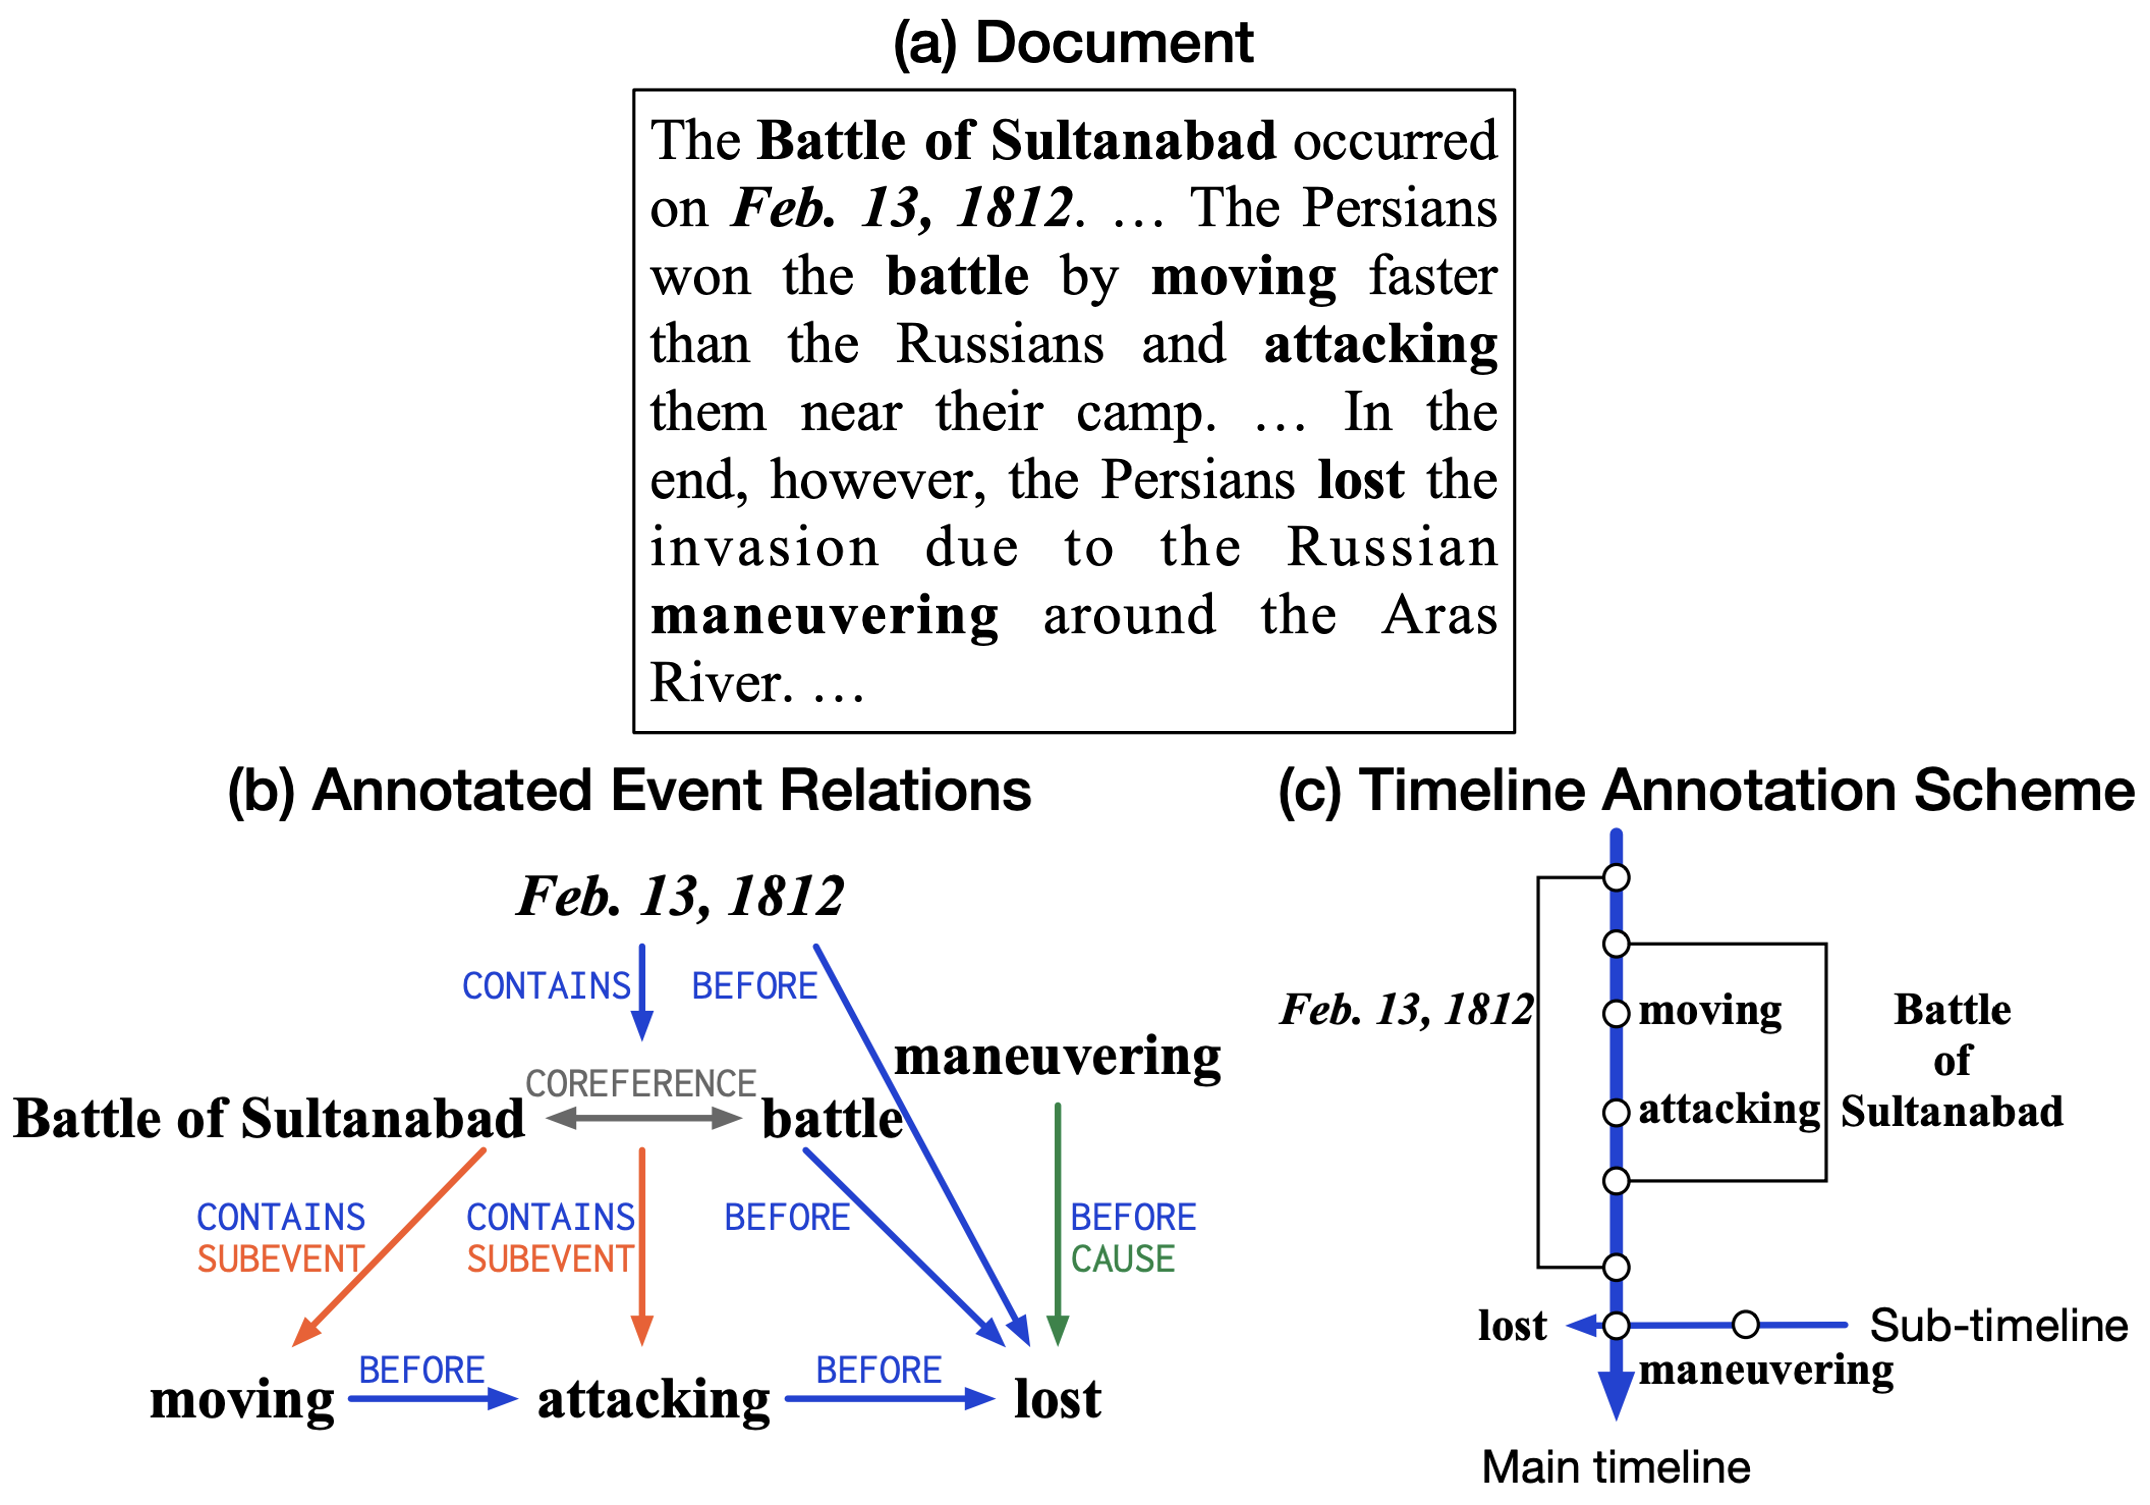 (a) Document
The Battle of Sultanabad occurred
on Feb. 13, 1812. … The Persians
won the battle by moving faster
than the Russians and attacking
them near their camp. … In the
end, however, the Persians lost the
invasion due to the Russian
maneuvering around the Aras
River. …
(b) Annotated Event Relations
Feb. 13, 1812
CONTAINS
BEFORE
maneuvering
COREFERENCE
Battle of Sultanabad
battle
CONTAINS
SUBEVENT
CONTAINS
SUBEVENT
BEFORE
BEFORE
CAUSE
moving
BEFORE
attacking
BEFORE
lost
(c) Timeline Annotation Scheme
Feb. 13, 1812
moving
attacking
Battle
of
Sultanabad
lost
Sub-timeline
maneuvering
Main timeline